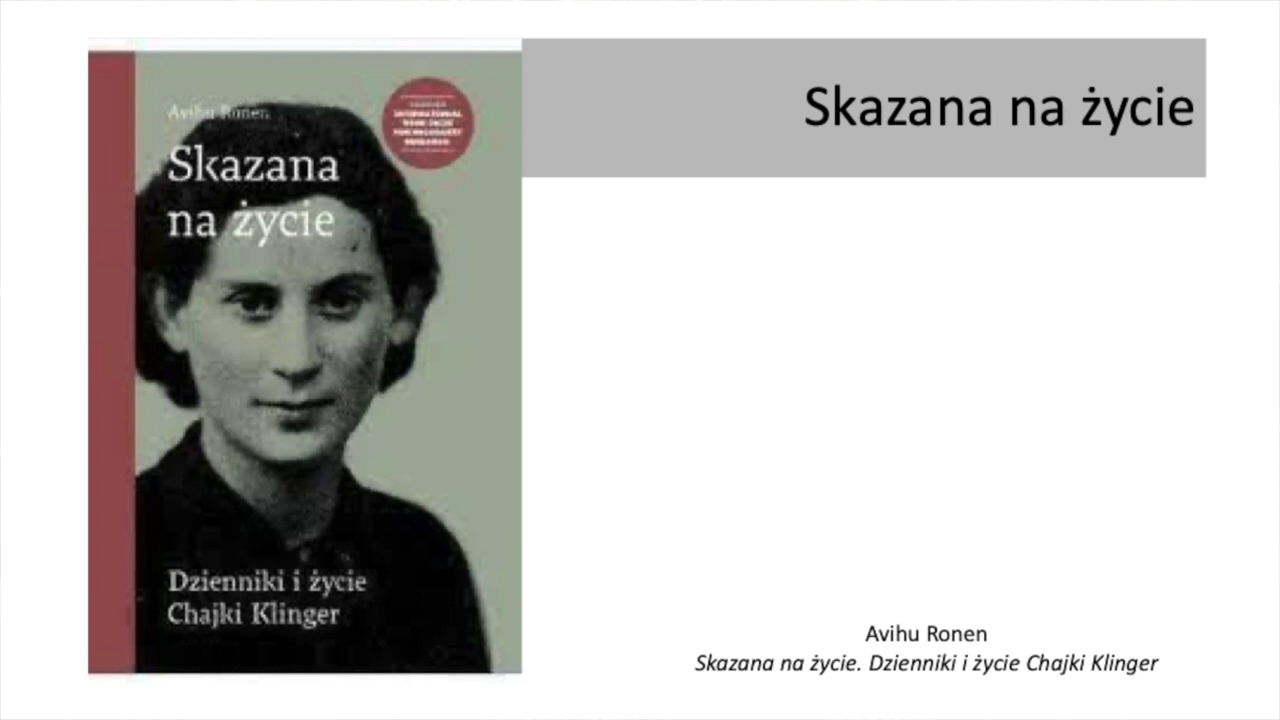 Avihu Ronen
Skazana
na życie
Dzienniki i życie
Chajki Klinger
Skazana na życie
Avihu Ronen
Skazana na życie. Dzienniki i życie Chajki Klinger